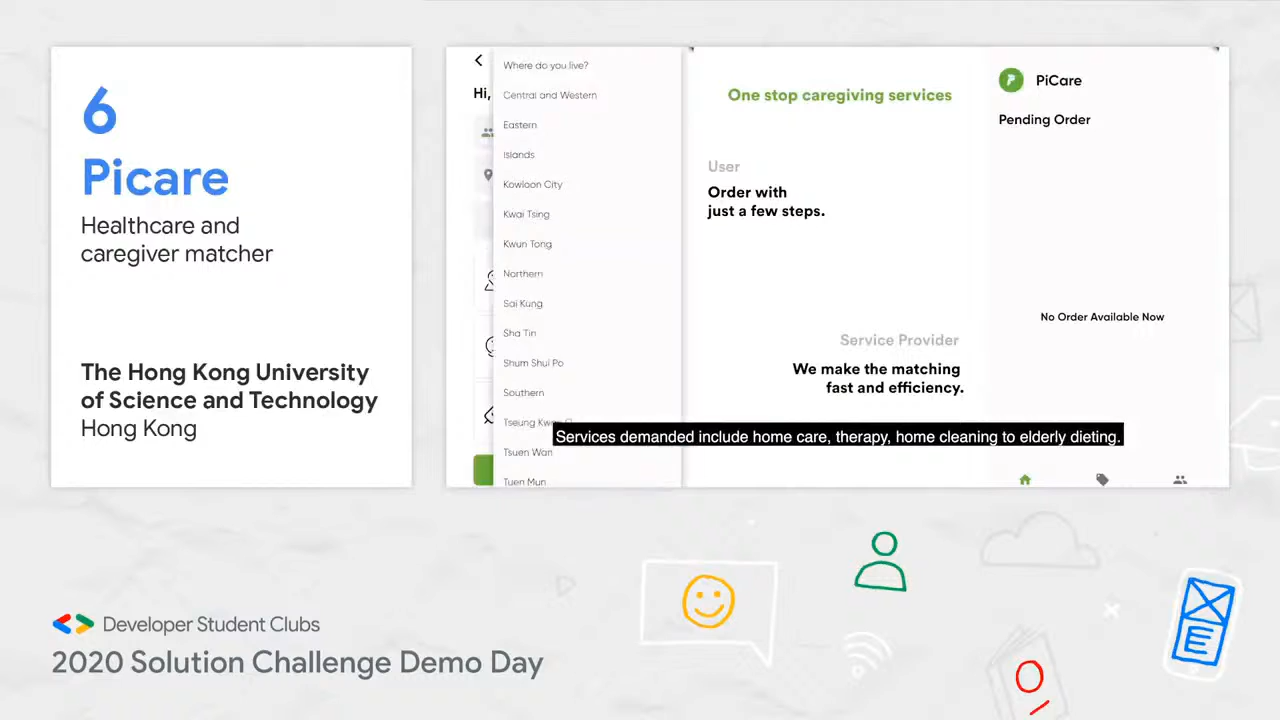 6
Picare
Healthcare and
caregiver matcher
The Hong Kong University
of Science and Technology
Hong Kong
Hi,
Where do you live?
Central and Western
Eastern
Islands
Kowloon City
Kwai Tsing
Kwun Tong
Northern
Sai Kung
Sha Tin
Shum Shui Po
Southern
Tseung
Tsuen Wan
Tuen Mun
One stop caregiving services
User
Order with
just a few steps.
Service Provider
We make the matching
fast and efficiency.
PiCare
Pending Order
No Order Available Now
Services demanded include home care, therapy, home cleaning to elderly dieting.
Developer Student Clubs
2020 Solution Challenge Demo Day